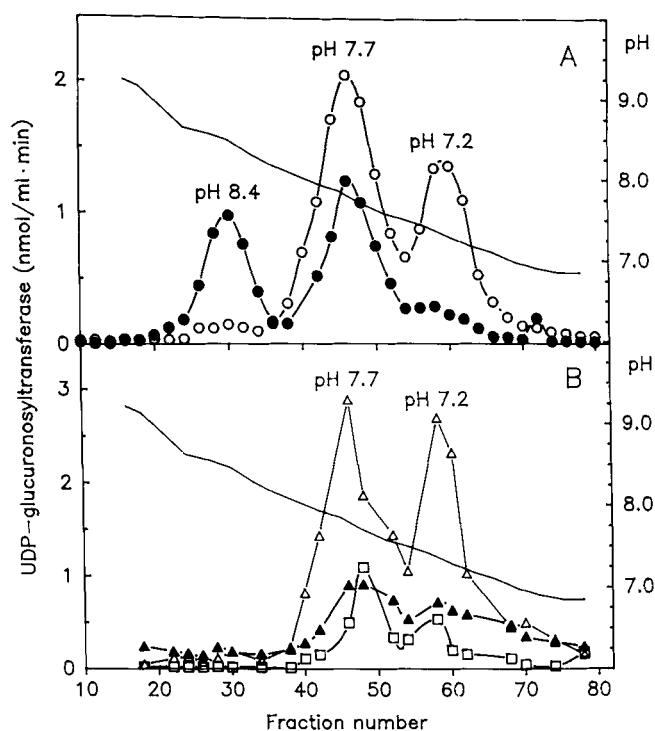 pH 7.7
A
pH
pH 7.2
pH 8.4
2
1
0
9.0
8.0
7.0
UDP-glucuronosyltransferase (nmol/ml·min)
pH 7.7
pH 7.2
B
pH
3
2
1
0
9.0
8.0
7.0
10 20 30 40 50 60 70 80
Fraction number